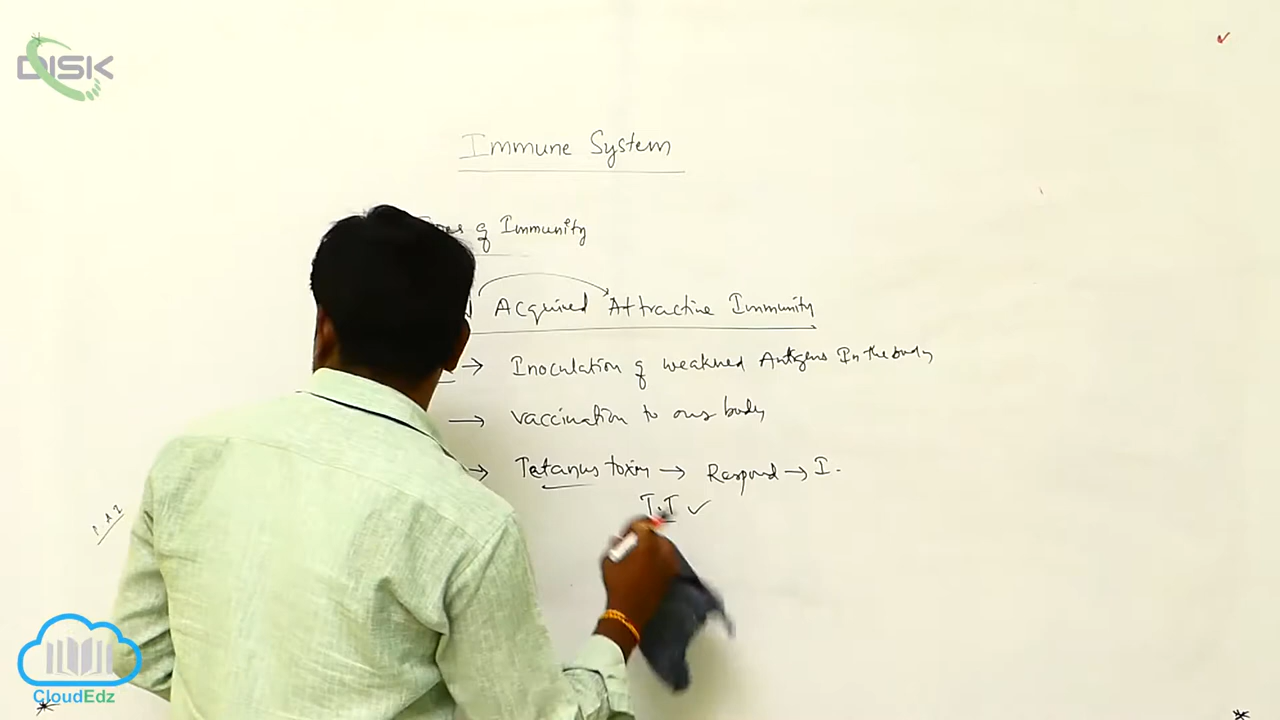 DISK
Immune System
of Immunity
Acquired Attractive Immunity
→ Inoculation of weakened Antigens In the body
→ Vaccination to our body
→ Tetanus toxin → Respond → I.
T.T ✓
CloudEdz